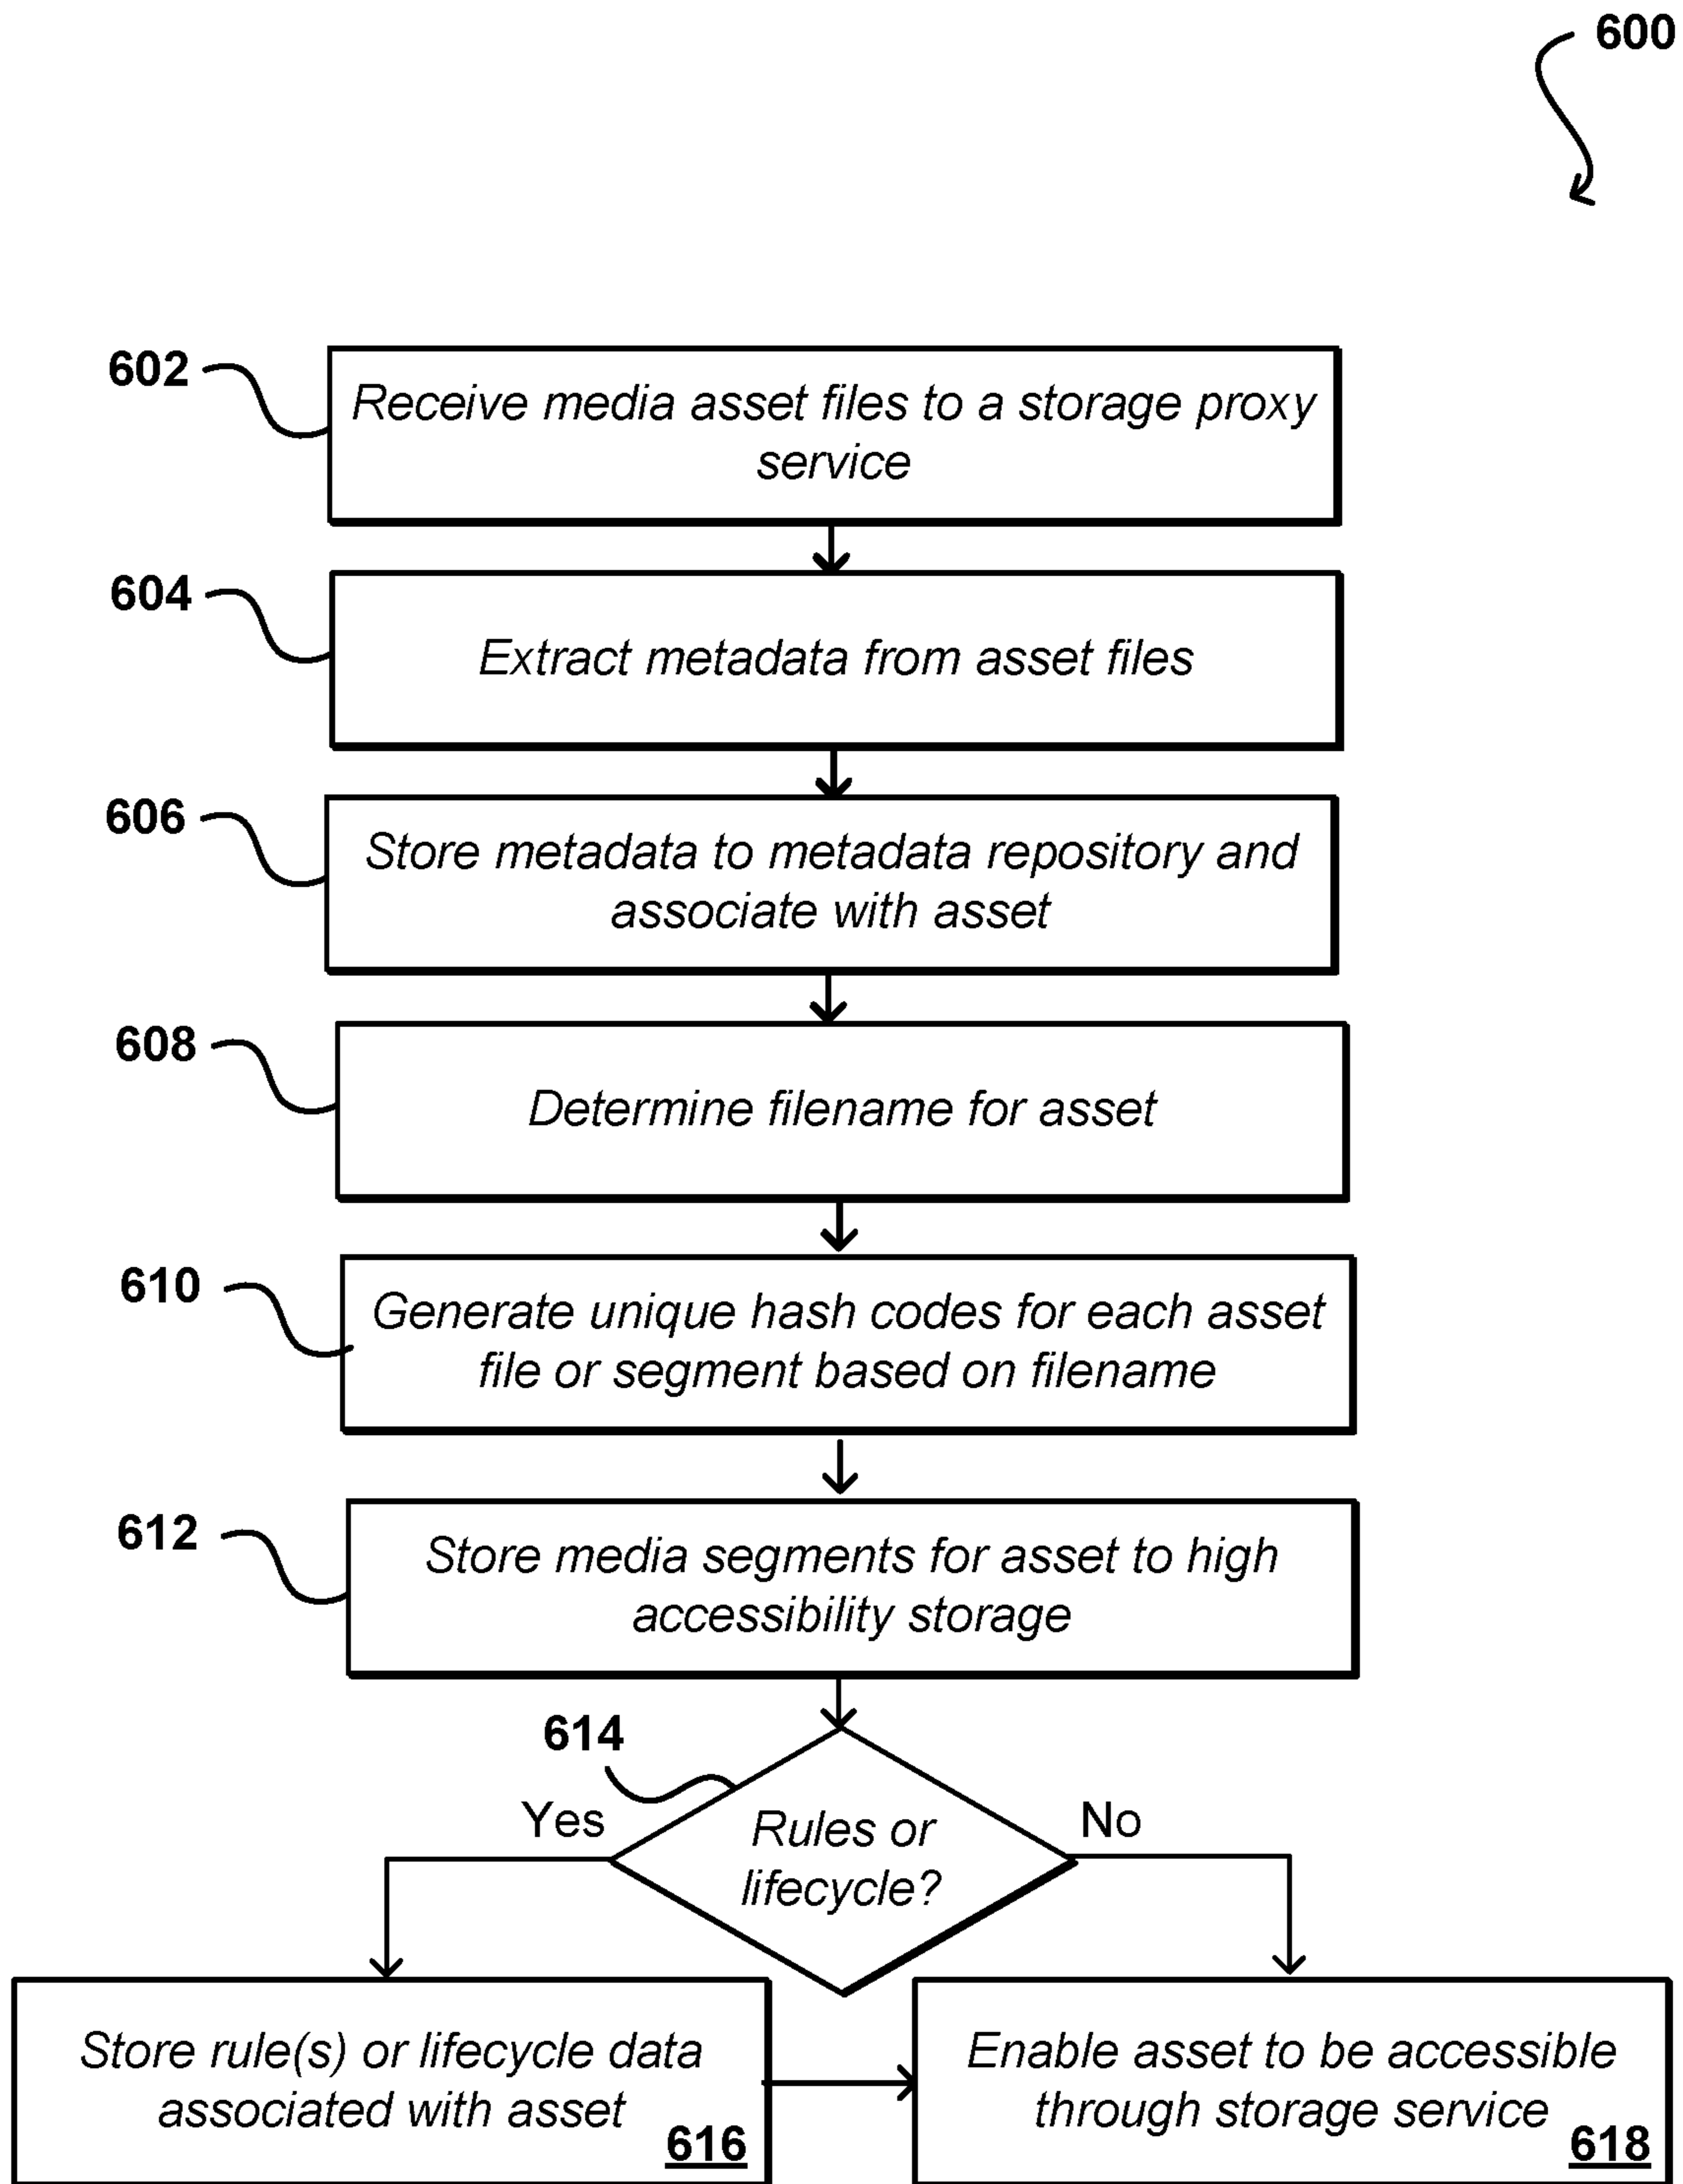 600
602
Receive media asset files to a storage proxy
service
604
Extract metadata from asset files
606
Store metadata to metadata repository and
associate with asset
608
Determine filename for asset
610
Generate unique hash codes for each asset
file or segment based on filename
612
Store media segments for asset to high
accessibility storage
614
Yes
No
Rules or
lifecycle?
Store rule(s) or lifecycle data
associated with asset
616
Enable asset to be accessible
through storage service
618